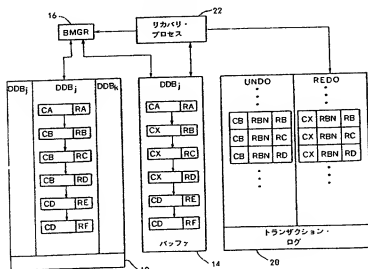 16
22
BMGR
リカバリ・
プロセス
DDBi
DDBj
DDBk
CA RA
CB RB
CB RC
CB RD
CD RE
CD RF
DDBj
CA RA
CX RB
CX RC
CX RD
CD RE
CD RF
バッファ
14
UNDO
REDO
CB RBN RB
CB RBN RC
CB RBN RD
CX RBN RB
CX RBN RC
CX RBN RD
トランザクション・
ログ
20